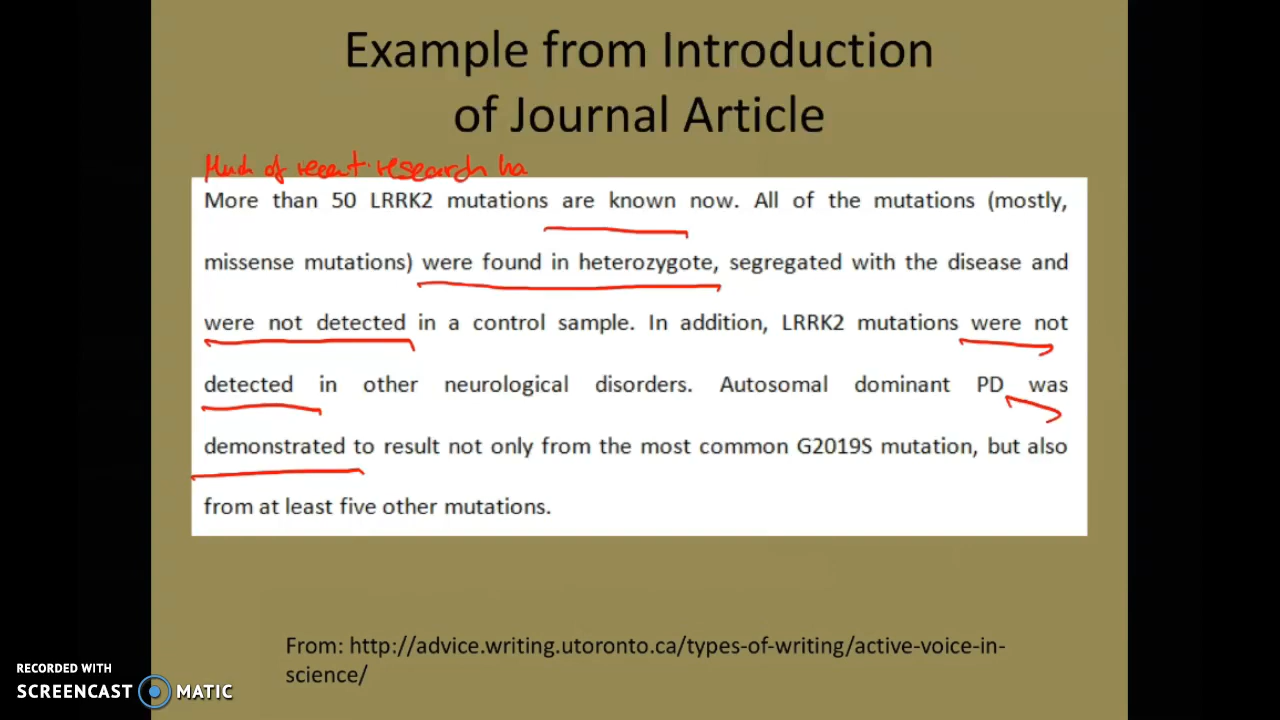 Example from Introduction
of Journal Article
Much of recent research ha
More than 50 LRRK2 mutations are known now. All of the mutations (mostly,
missense mutations) were found in heterozygote, segregated with the disease and
were not detected in a control sample. In addition, LRRK2 mutations were not
detected in other neurological disorders. Autosomal dominant PD was
demonstrated to result not only from the most common G2019S mutation, but also
from at least five other mutations.
From: http://advice.writing.utoronto.ca/types-of-writing/active-voice-in-
science/
RECORDED WITH
SCREENCAST MATIC